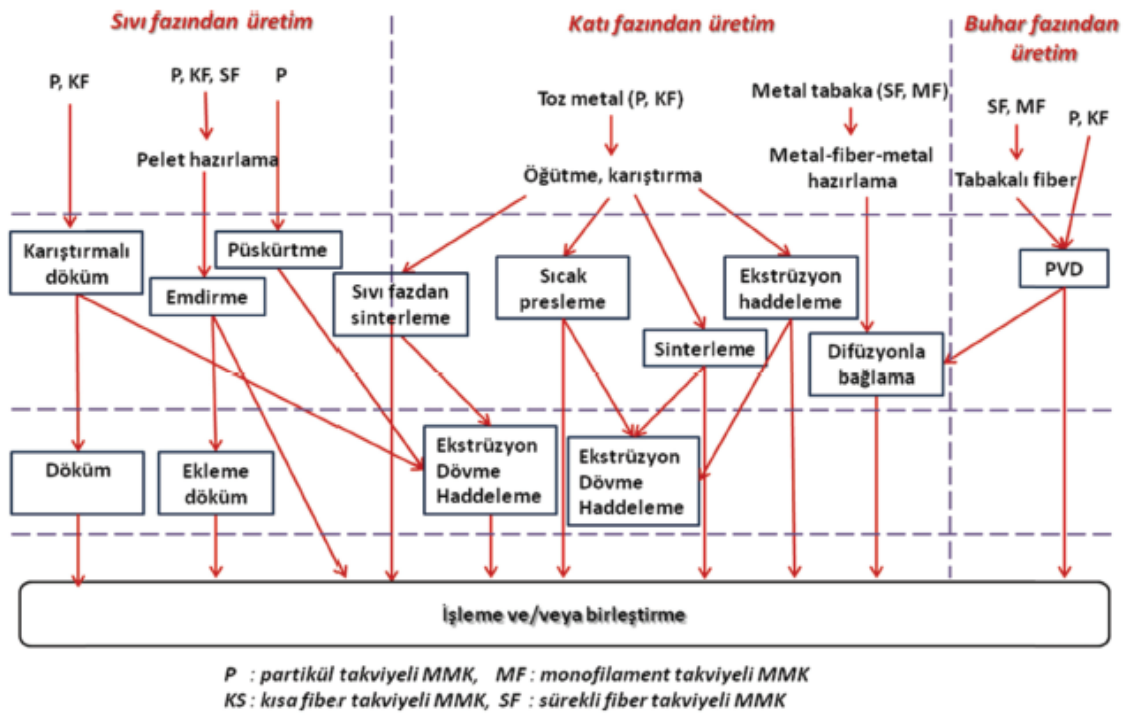 Sıvı fazından üretim
Katı fazından üretim
Buhar fazından
üretim
P, KF
P, KF, SF
P
Pelet hazırlama
Toz metal (P, KF)
Öğütme, karıştırma
Metal tabaka (SF, MF)
Metal-fiber-metal
hazırlama
SF, MF
P, KF
Tabakalı fiber
Karıştırmalı
döküm
Emdirme
Püskürtme
Sıvı fazdan
sinterleme
Sıcak
presleme
Sinterleme
Ekstrüzyon
haddeleme
Difüzyonla
bağlama
PVD
Döküm
Ekleme
döküm
Ekstrüzyon
Dövme
Haddeleme
Ekstrüzyon
Dövme
Haddeleme
İşleme ve/veya birleştirme
P : partikül takviyeli MMK, MF : monofilament takviyeli MMK
KS : kısa fiber takviyeli MMK, SF : sürekli fiber takviyeli MMK